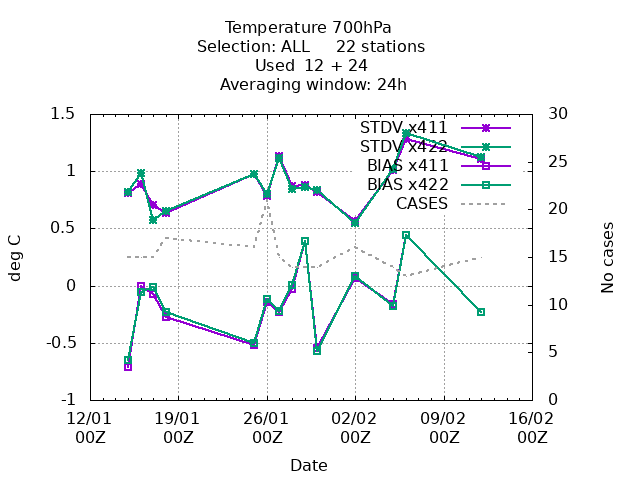 Temperature 700hPa
Selection: ALL 22 stations
Used 12 + 24
Averaging window: 24h
1.5
1
0.5
0
-0.5
-1
deg C
30
25
20
15
10
5
0
No cases
STDV x411
STDV x422
BIAS x411
BIAS x422
CASES
12/01 19/01 26/01 02/02 09/02 16/02
00Z 00Z 00Z 00Z 00Z 00Z
Date